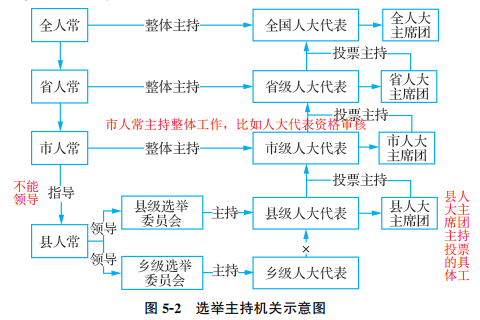 全人常
整体主持
全国人大代表
全人大
主席团
投票主持
省人常
整体主持
省级人大代表
省人大
主席团
投票主持
市人常主持整体工作，比如人大代表资格审核
市人常
整体主持
市级人大代表
市人大
主席团
不能
领导
指导
投票主持
县级选举
委员会
领导
主持
县级人大代表
县人大
主席团
县人
大主
席团
主持
投票
的具
体工
县人常
领导
×
乡级选举
委员会
主持
乡级人大代表
图 5-2 选举主持机关示意图